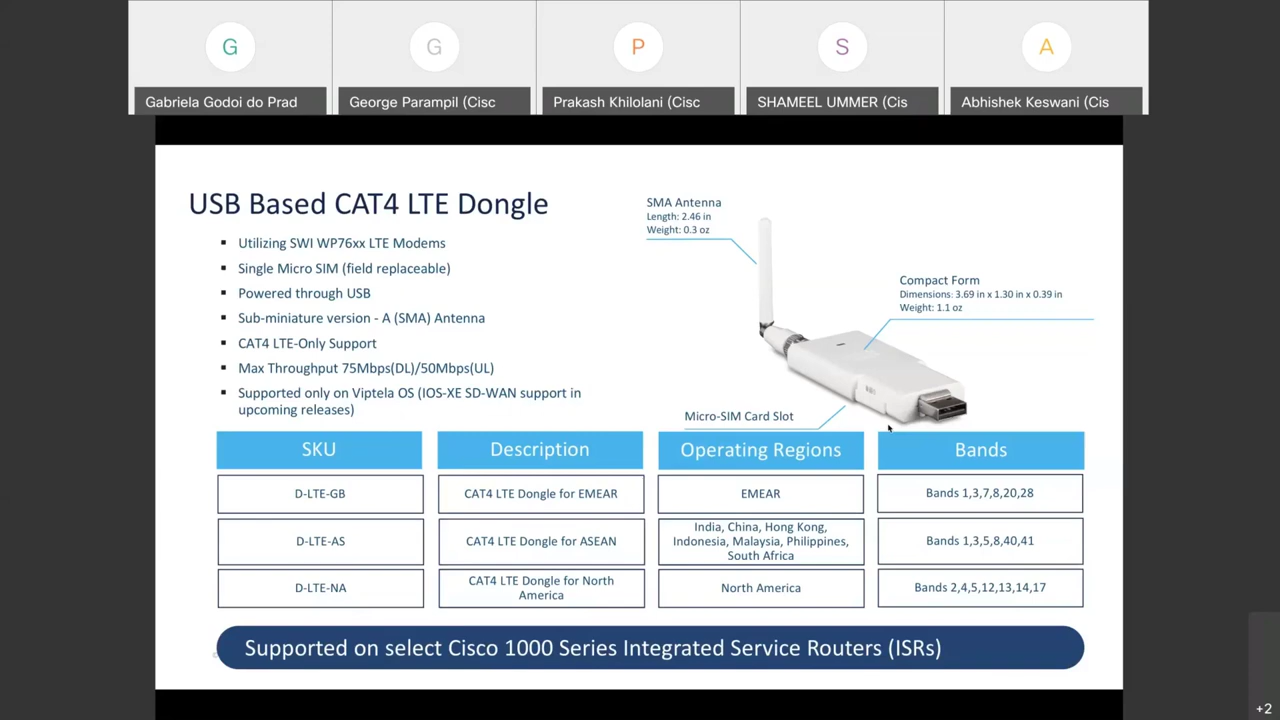 G
G
P
S
A
Gabriela Godoi do Prad
George Parampil (Cisc
Prakash Khilolani (Cisc
SHAMEEL UMMER (Cis
Abhishek Keswani (Cis
USB Based CAT4 LTE Dongle
Utilizing SWI WP76xx LTE Modems
Single Micro SIM (field replaceable)
Powered through USB
Sub-miniature version - A (SMA) Antenna
CAT4 LTE-Only Support
Max Throughput 75Mbps(DL)/50Mbps(UL)
Supported only on Viptela OS (IOS-XE SD-WAN support in
upcoming releases)
SMA Antenna
Length: 2.46 in
Weight: 0.3 oz
Compact Form
Dimensions: 3.69 in x 1.30 in x 0.39 in
Weight: 1.1 oz
Micro-SIM Card Slot
SKU
Description
Operating Regions
Bands
D-LTE-GB
CAT4 LTE Dongle for EMEAR
EMEAR
Bands 1,3,7,8,20,28
D-LTE-AS
CAT4 LTE Dongle for ASEAN
India, China, Hong Kong,
Indonesia, Malaysia, Philippines,
South Africa
Bands 1,3,5,8,40,41
D-LTE-NA
CAT4 LTE Dongle for North
America
North America
Bands 2,4,5,12,13,14,17
Supported on select Cisco 1000 Series Integrated Service Routers (ISRs)
+2